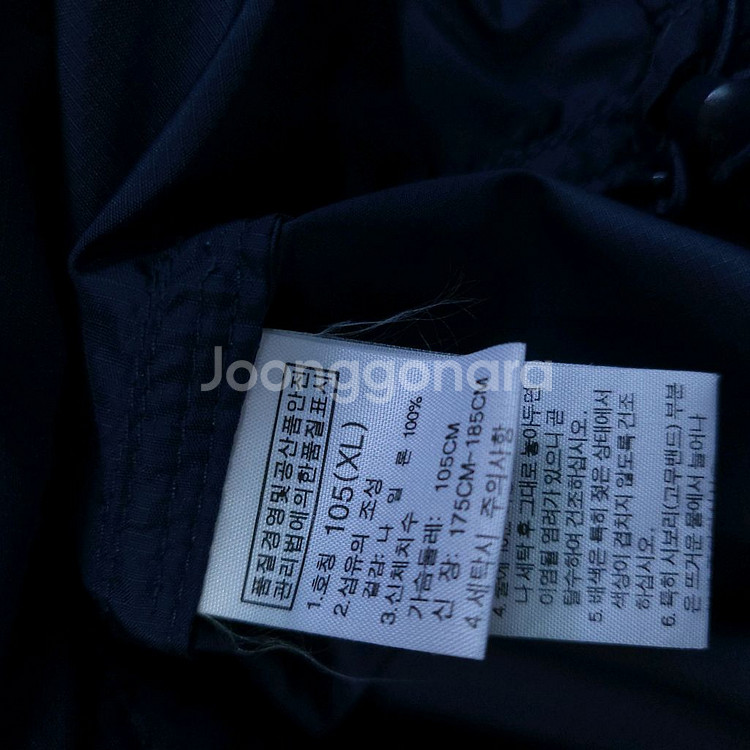 Joonggonara
품질경영및공산품안전
관리법에의한품질표시
1.호칭 105(XL)
2.섬유의 조성
겉감: 나 일 론 100%
3.신체치수
가슴둘레: 105CM
신 장: 175CM~185CM
4.세탁시 주의사항
4.
나 세탁 후 그대로 놓아두면
이염될 염려가 있으니 곧
탈수하여 건조하십시오..
5. 배색은 특히 젖은 상태에서
색상이 겹치지 않도록 건조
하십시오..
6. 특히 시보리(고무밴드) 부분
은 뜨거운 물에서 늘어나